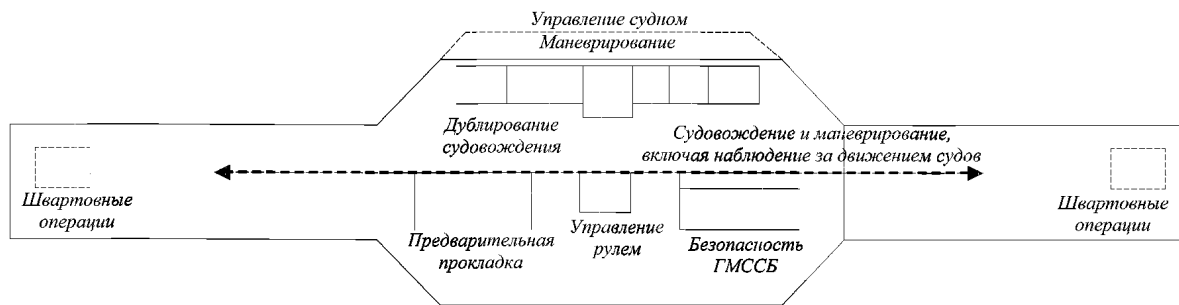 Управление судном
Маневрирование
Дублирование
судовождения
Судовождение и маневрирование,
включая наблюдение за движением судов
Швартовные
операции
Предварительная
прокладка
Управление
рулем
Безопасность
ГМССБ
Швартовные
операции